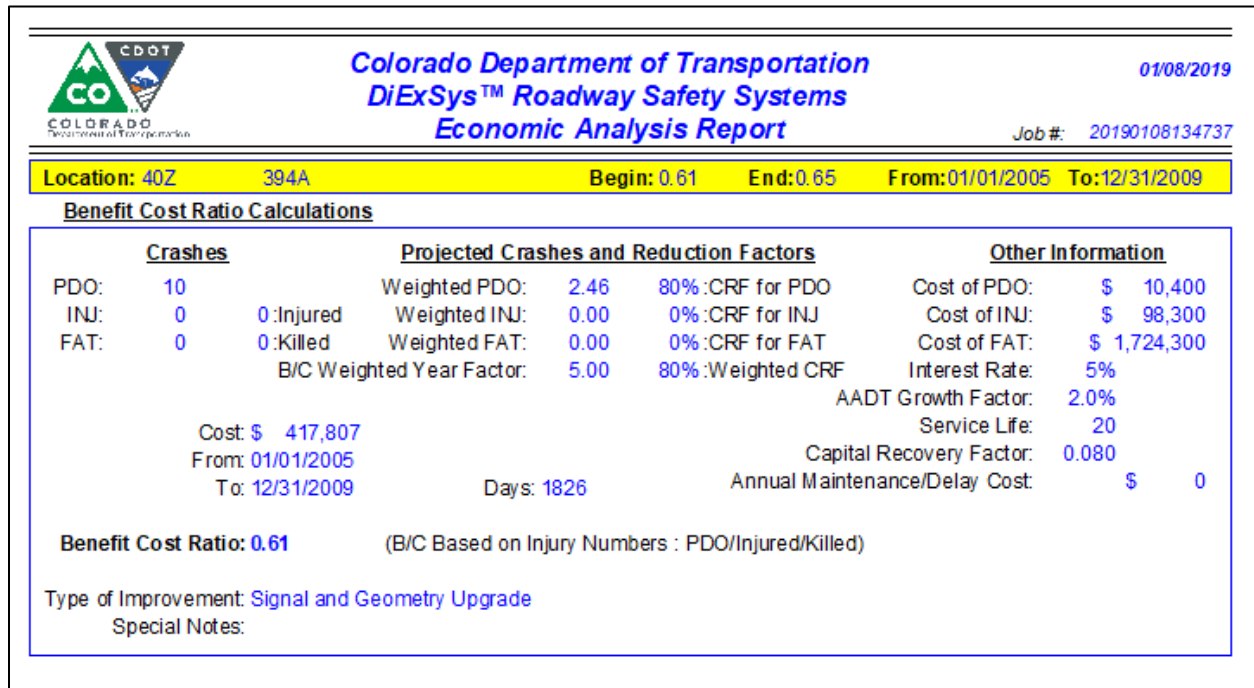 CDOT
CO
COLORADO
Department of Transportation
Colorado Department of Transportation
DiExSys™ Roadway Safety Systems
Economic Analysis Report
01/08/2019
Job #: 20190108134737
Location: 40Z 394A Begin: 0.61 End:0.65 From:01/01/2005 To:12/31/2009
Benefit Cost Ratio Calculations
Crashes Projected Crashes and Reduction Factors Other Information
PDO: 10 Weighted PDO: 2.46 80% :CRF for PDO Cost of PDO: $ 10,400
INJ: 0 0 :Injured Weighted INJ: 0.00 0% :CRF for INJ Cost of INJ: $ 98,300
FAT: 0 0 :Killed Weighted FAT: 0.00 0% :CRF for FAT Cost of FAT: $ 1,724,300
B/C Weighted Year Factor: 5.00 80% :Weighted CRF Interest Rate: 5%
AADT Growth Factor: 2.0%
Cost: $ 417,807 Service Life: 20
From: 01/01/2005 Capital Recovery Factor: 0.080
To: 12/31/2009 Days: 1826 Annual Maintenance/Delay Cost: $ 0
Benefit Cost Ratio: 0.61 (B/C Based on Injury Numbers : PDO/Injured/Killed)
Type of Improvement: Signal and Geometry Upgrade
Special Notes: